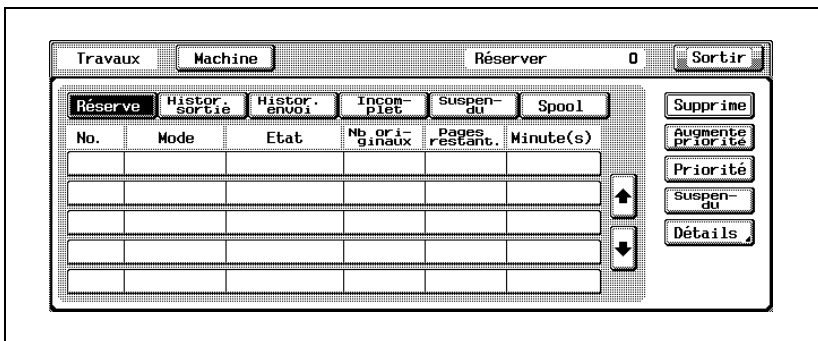 Travaux Machine Réserver 0 Sortir
Réserve Histor. sortie Histor. envoi Incom- plet Suspen- du Spool Supprime
No. Mode Etat Nb ori- ginaux Pages restant. Minute(s) Augmente priorité
Priorité
Suspen- du
Détails